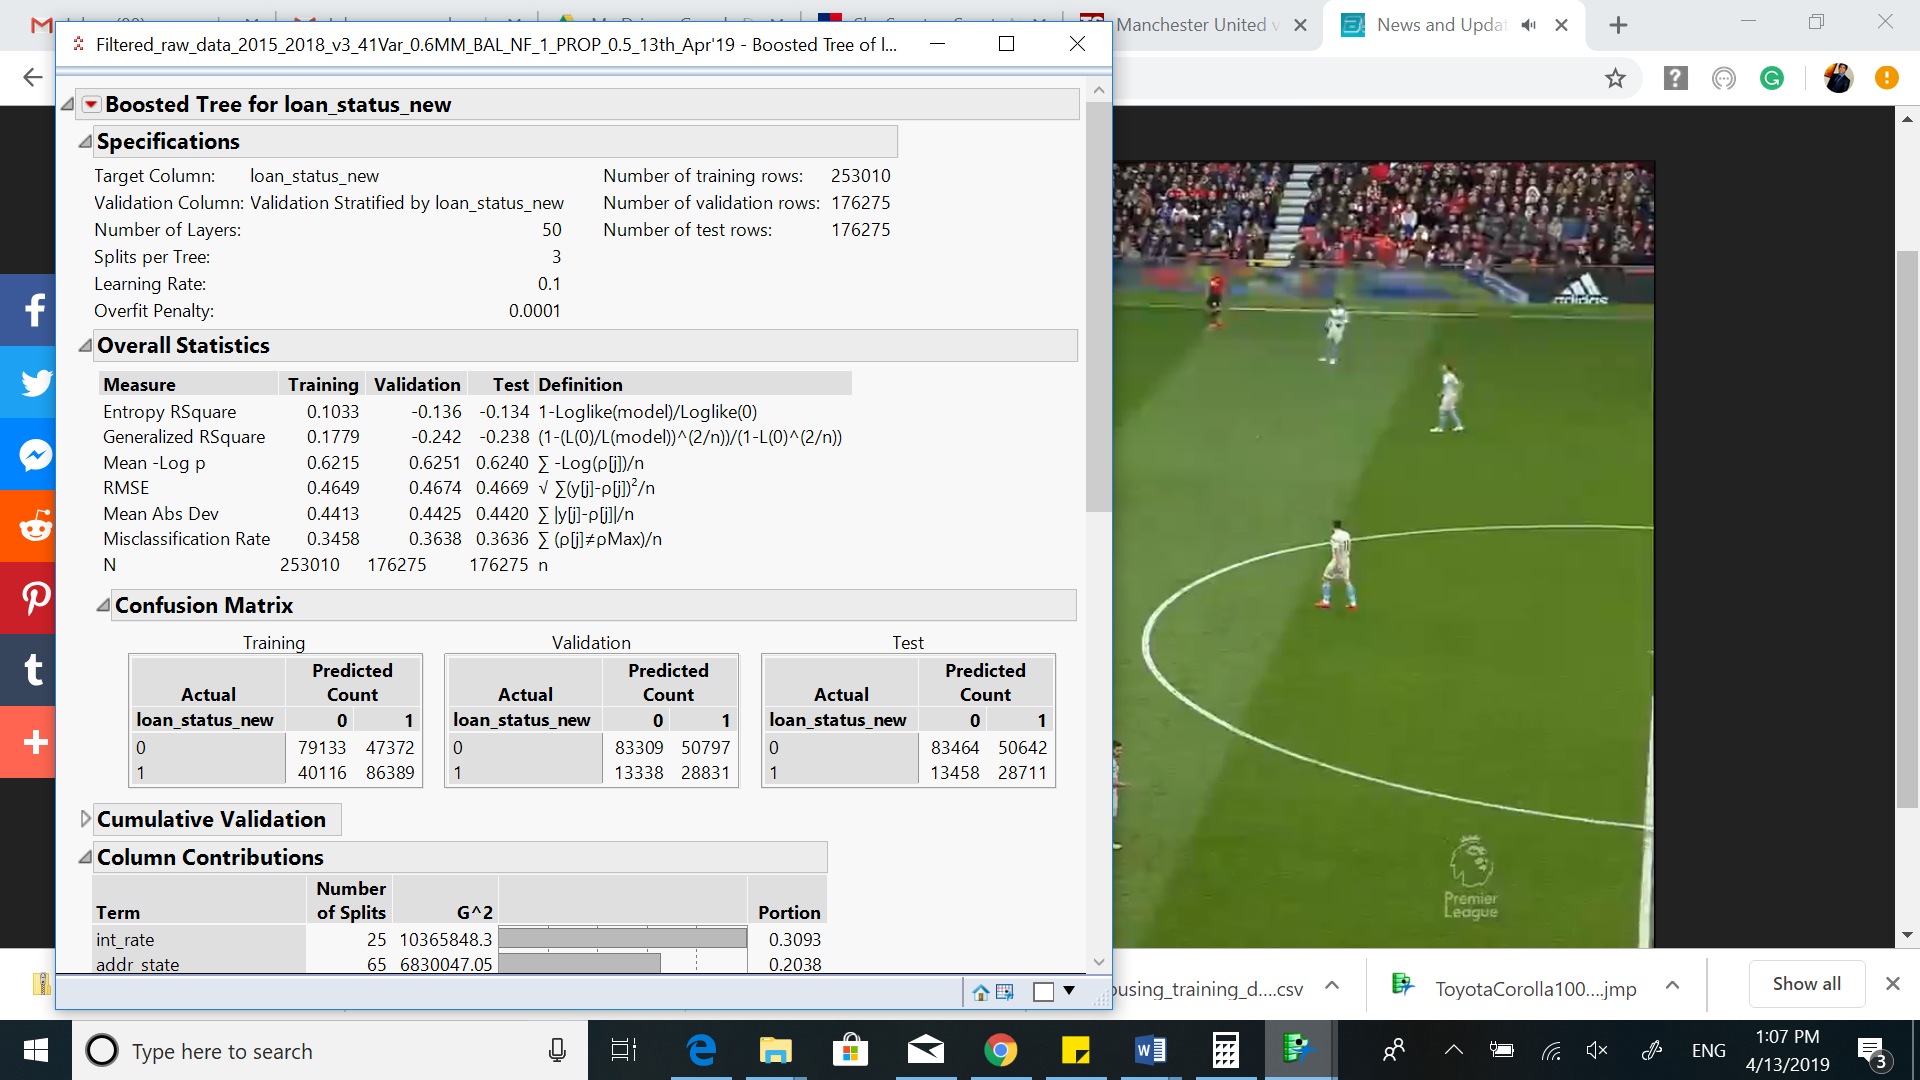 Filtered_raw_data_2015_2018_v3_41Var_0.6MM_BAL_NF_1_PROP_0.5_13th_Apr'19 - Boosted Tree of l...
Manchester United v
News and Updat
Boosted Tree for loan_status_new
Specifications
Target Column: loan_status_new Number of training rows: 253010
Validation Column: Validation Stratified by loan_status_new Number of validation rows: 176275
Number of Layers: 50 Number of test rows: 176275
Splits per Tree: 3
Learning Rate: 0.1
Overfit Penalty: 0.0001
Overall Statistics
Measure Training Validation Test Definition
Entropy RSquare 0.1033 -0.136 -0.134 1-Loglike(model)/Loglike(0)
Generalized RSquare 0.1779 -0.242 -0.238 (1-(L(0)/L(model))^(2/n))/(1-L(0)^(2/n))
Mean -Log p 0.6215 0.6251 0.6240 ∑ -Log(ρ[j])/n
RMSE 0.4649 0.4674 0.4669 √ ∑(y[j]-ρ[j])²/n
Mean Abs Dev 0.4413 0.4425 0.4420 ∑ |y[j]-ρ[j]|/n
Misclassification Rate 0.3458 0.3638 0.3636 ∑ (ρ[j]≠ρMax)/n
N 253010 176275 176275 n
Confusion Matrix
Training
Actual Predicted Count
loan_status_new 0 1
0 79133 47372
1 40116 86389
Validation
Actual Predicted Count
loan_status_new 0 1
0 83309 50797
1 13338 28831
Test
Actual Predicted Count
loan_status_new 0 1
0 83464 50642
1 13458 28711
Cumulative Validation
Column Contributions
Term Number of Splits G^2 Portion
int_rate 25 10365848.3 0.3093
addr_state 65 6830047.05 0.2038
adidas
Premier
League
ousing_training_d....csv
ToyotaCorolla100....jmp
Show all
Type here to search
ENG
1:07 PM
4/13/2019
3